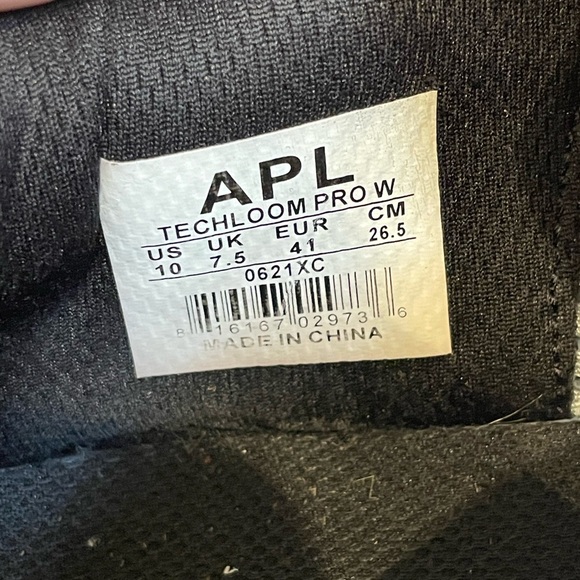 APL
TECHLOOM PRO W
US UK EUR CM
10 7.5 41 26.5
0621XC
8 16167 02973 6
MADE IN CHINA